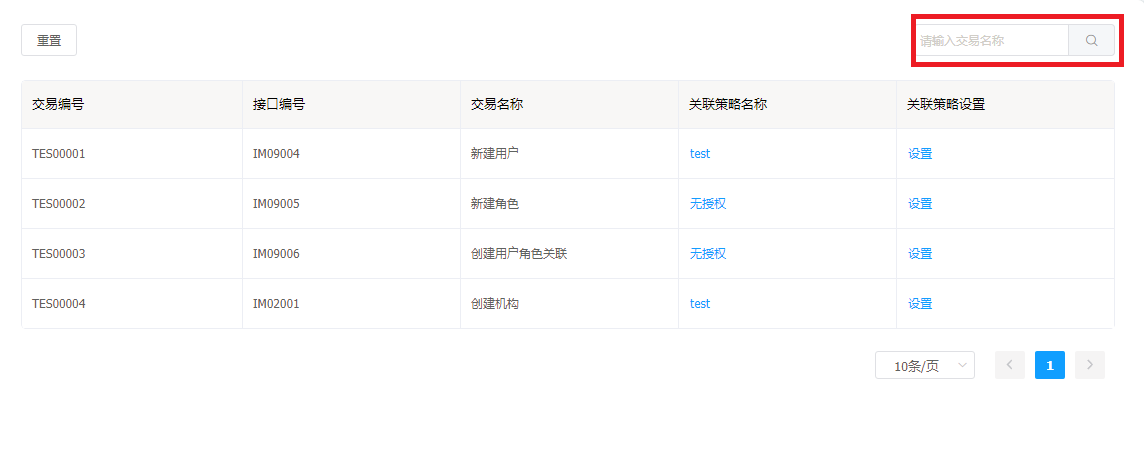 重置
请输入交易名称
交易编号 接口编号 交易名称 关联策略名称 关联策略设置
TES00001 IM09004 新建用户 test 设置
TES00002 IM09005 新建角色 无授权 设置
TES00003 IM09006 创建用户角色关联 无授权 设置
TES00004 IM02001 创建机构 test 设置
10条/页 1